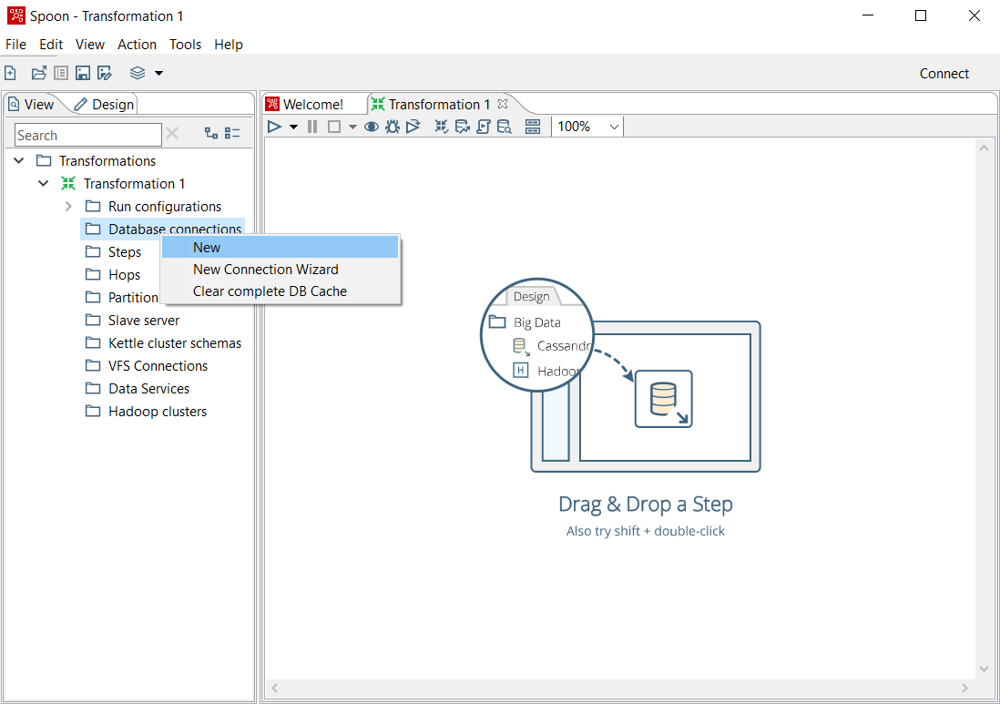 Spoon - Transformation 1
File Edit View Action Tools Help
Connect
View Design
Welcome! Transformation 1
Search
100%
Transformations
Transformation 1
Run configurations
Database connections
New
New Connection Wizard
Clear complete DB Cache
Steps
Hops
Partition
Slave server
Kettle cluster schemas
VFS Connections
Data Services
Hadoop clusters
Design
Big Data
Cassandr
H Hadoop
Drag & Drop a Step
Also try shift + double-click